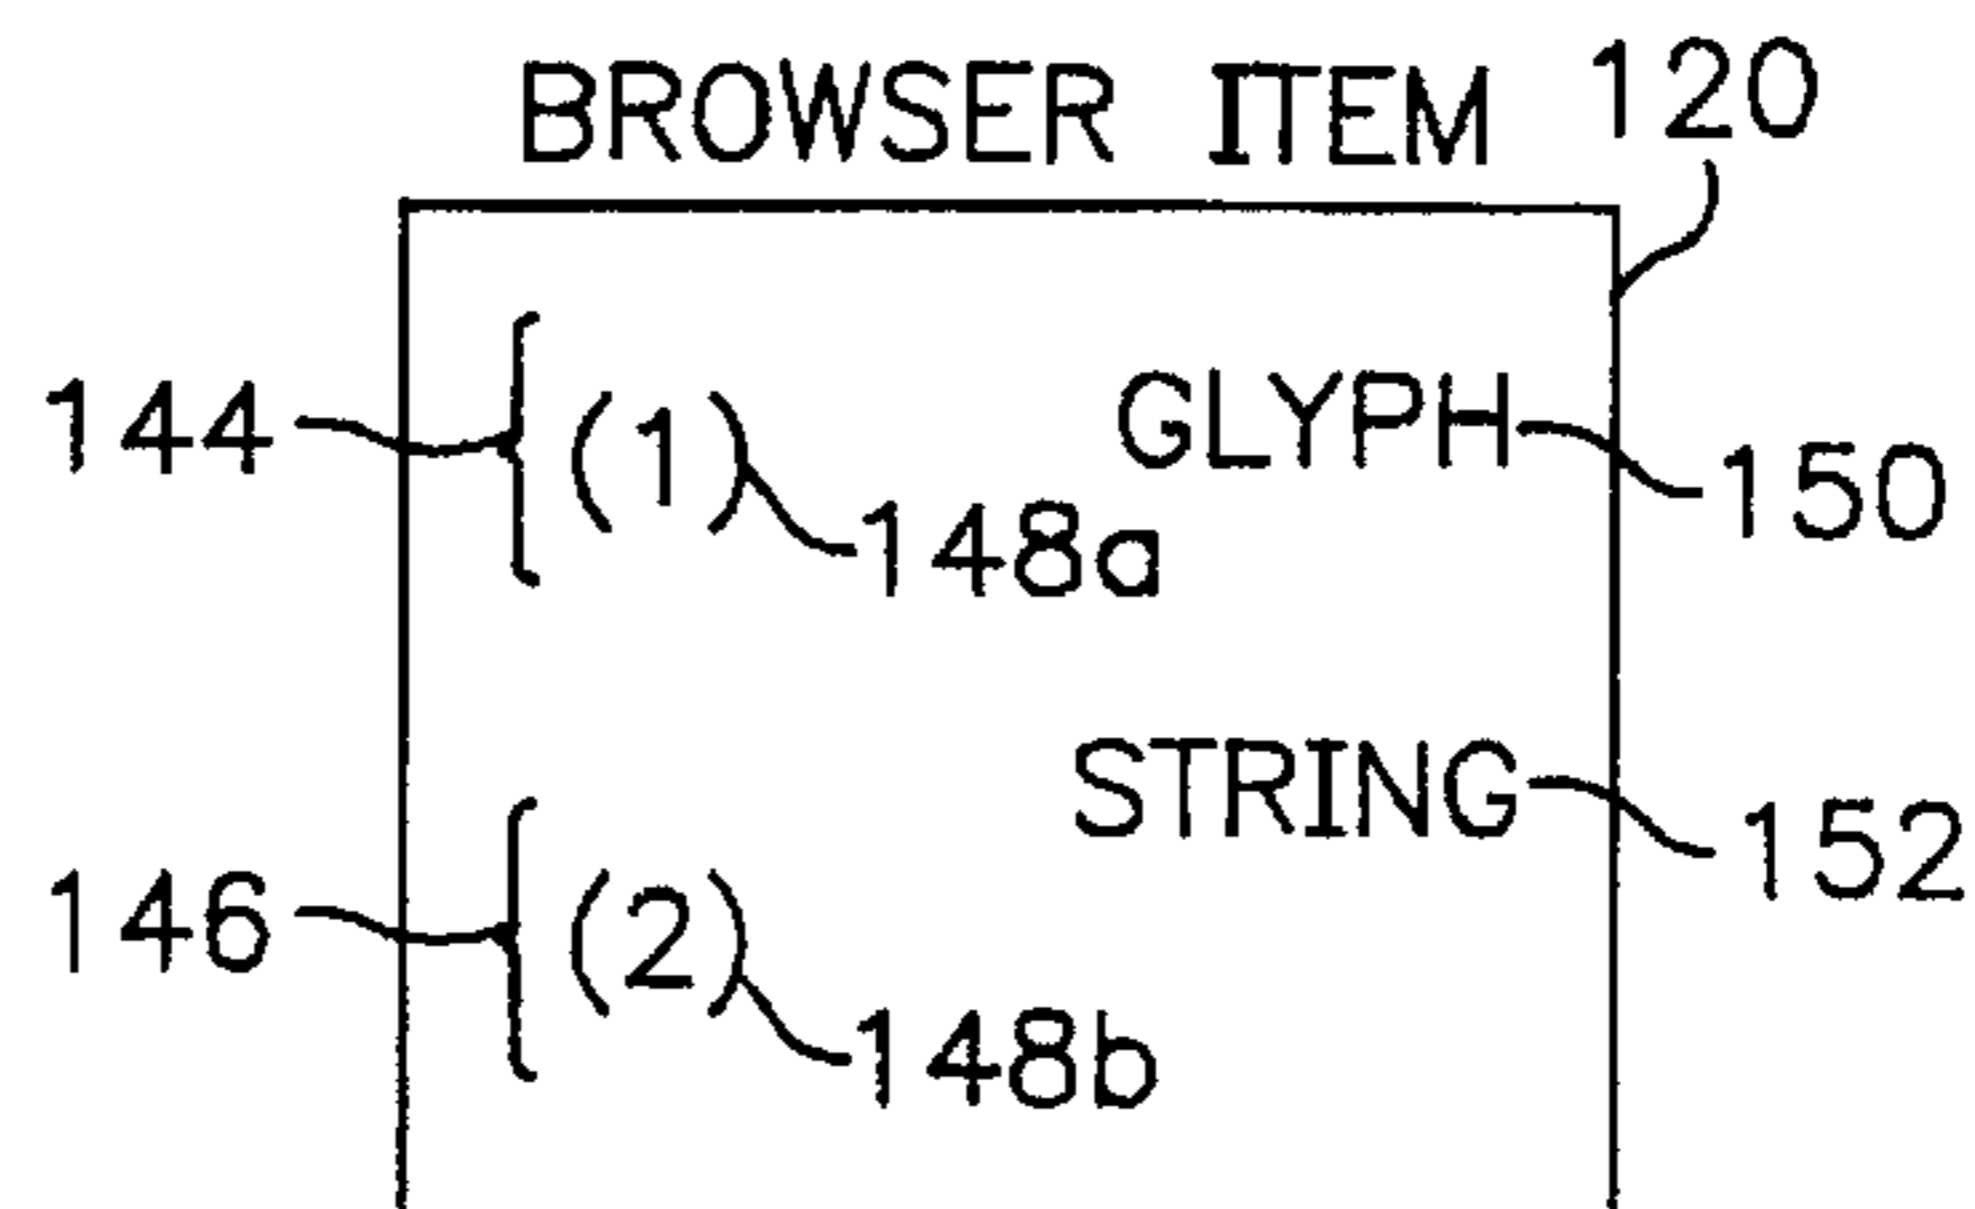 BROWSER ITEM 120
144 (1) GLYPH 150
148a
STRING 152
146 (2)
148b